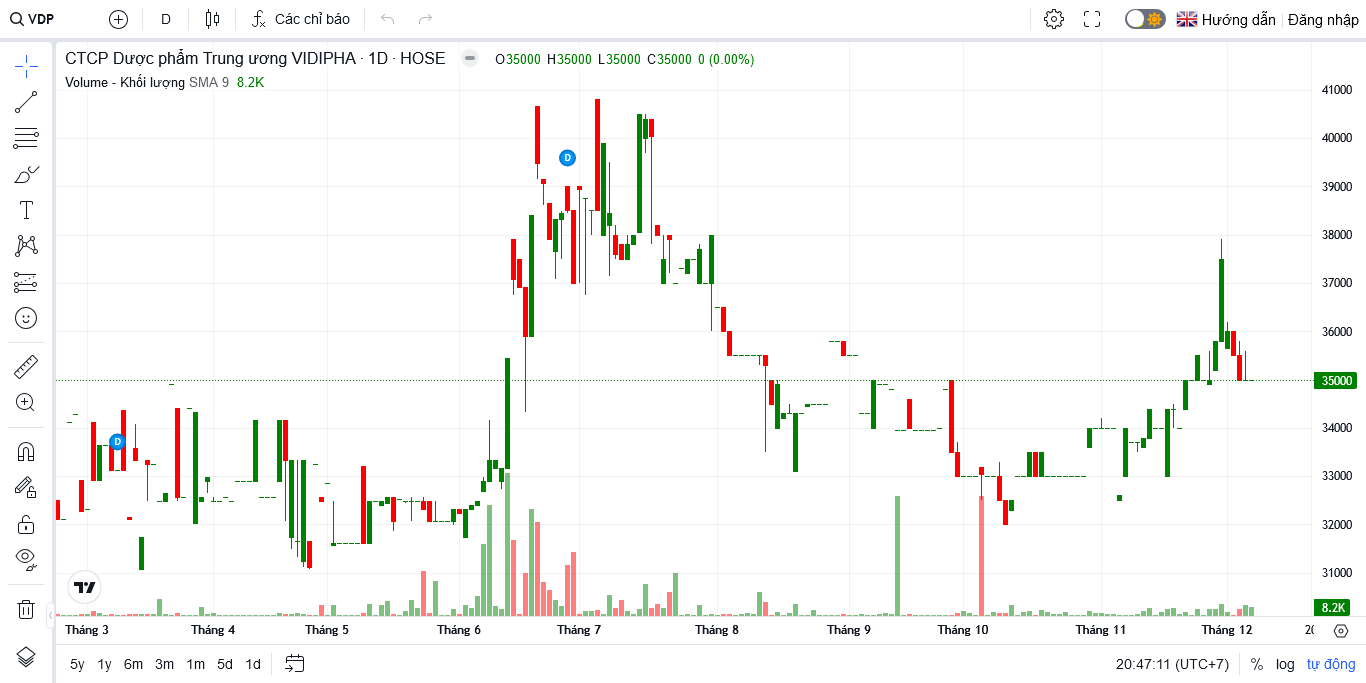 VDP D Các chỉ báo Hướng dẫn Đăng nhập
CTCP Dược phẩm Trung ương VIDIPHA · 1D · HOSE O35000 H35000 L35000 C35000 0 (0.00%)
Volume - Khối lượng SMA 9 8.2K
41000
40000
D
39000
38000
37000
36000
35000
34000
D
33000
32000
31000
8.2K
Tháng 3 Tháng 4 Tháng 5 Tháng 6 Tháng 7 Tháng 8 Tháng 9 Tháng 10 Tháng 11 Tháng 12
5y 1y 6m 3m 1m 5d 1d 20:47:11 (UTC+7) % log tự động